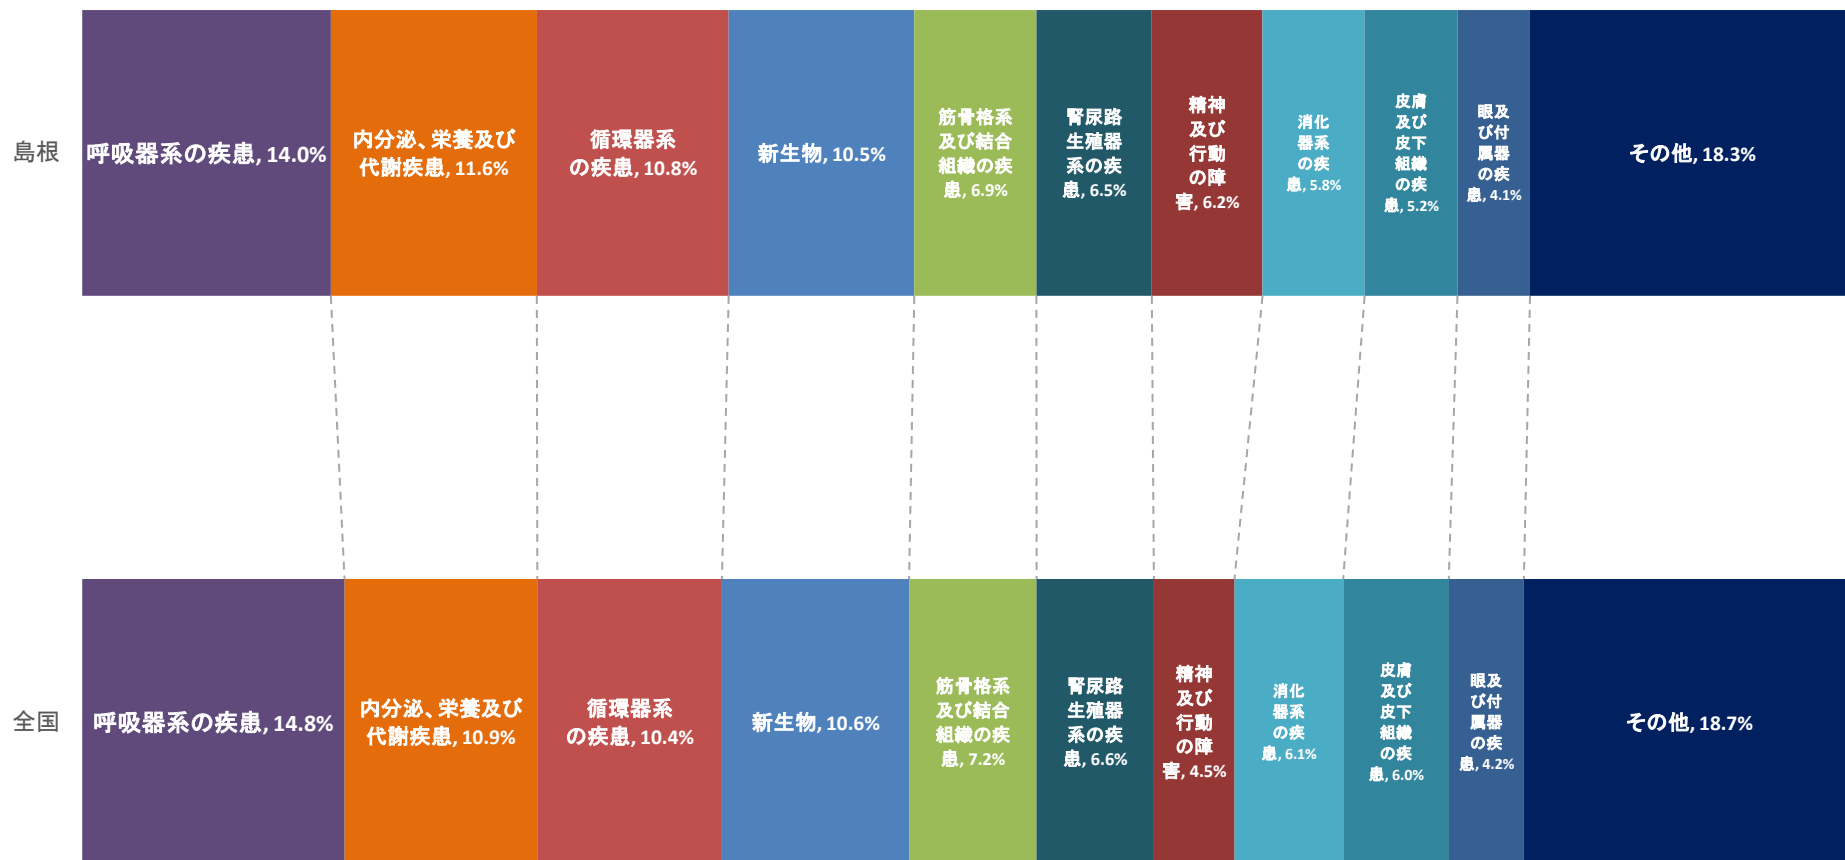 島根
呼吸器系の疾患, 14.0%
内分泌、栄養及び
代謝疾患, 11.6%
循環器系
の疾患, 10.8%
新生物, 10.5%
筋骨格系
及び結合
組織の疾
患, 6.9%
腎尿路
生殖器
系の疾
患, 6.5%
精神
及び
行動
の障
害, 6.2%
消化
器系
の疾
患, 5.8%
皮膚
及び
皮下
組織
の疾
患, 5.2%
眼及
び付
属器
の疾
患, 4.1%
その他, 18.3%
全国
呼吸器系の疾患, 14.8%
内分泌、栄養及び
代謝疾患, 10.9%
循環器系
の疾患, 10.4%
新生物, 10.6%
筋骨格系
及び結合
組織の疾
患, 7.2%
腎尿路
生殖器
系の疾
患, 6.6%
精神
及び
行動
の障
害, 4.5%
消化
器系
の疾
患, 6.1%
皮膚
及び
皮下
組織
の疾
患, 6.0%
眼及
び付
属器
の疾
患, 4.2%
その他, 18.7%